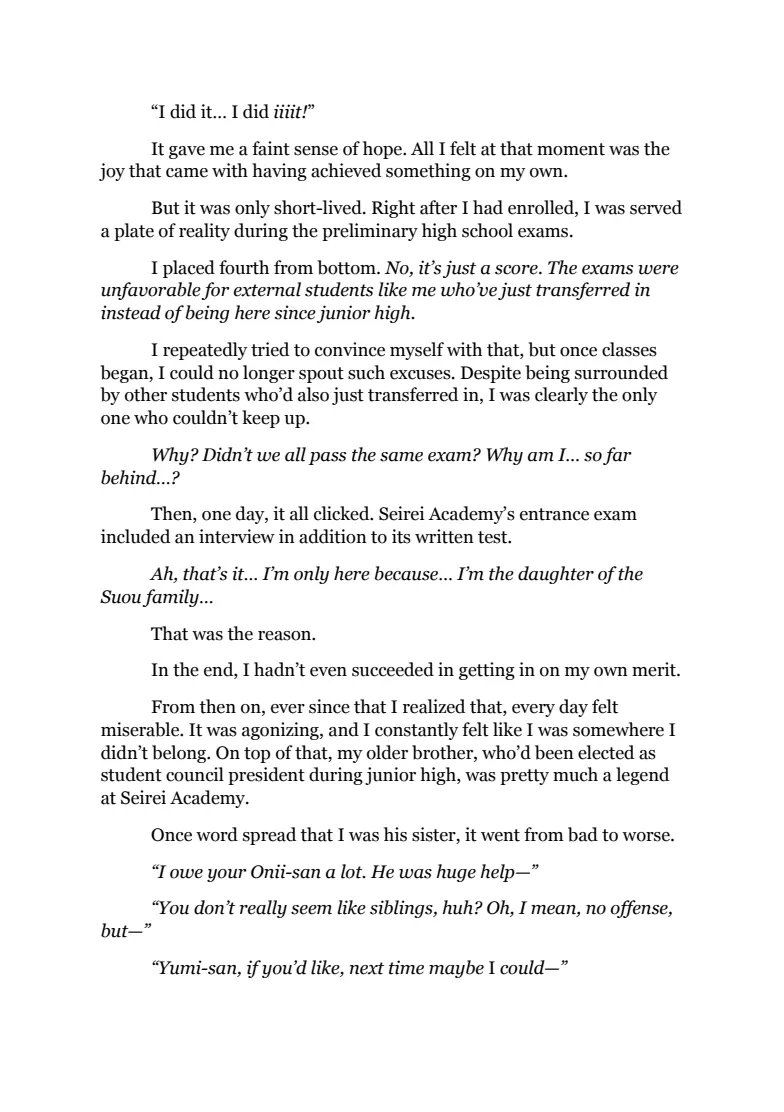 “I did it… I did iiiit!”
It gave me a faint sense of hope. All I felt at that moment was the
joy that came with having achieved something on my own.
But it was only short-lived. Right after I had enrolled, I was served
a plate of reality during the preliminary high school exams.
I placed fourth from bottom. No, it’s just a score. The exams were
unfavorable for external students like me who’ve just transferred in
instead of being here since junior high.
I repeatedly tried to convince myself with that, but once classes
began, I could no longer spout such excuses. Despite being surrounded
by other students who’d also just transferred in, I was clearly the only
one who couldn’t keep up.
Why? Didn’t we all pass the same exam? Why am I… so far
behind…?
Then, one day, it all clicked. Seirei Academy’s entrance exam
included an interview in addition to its written test.
Ah, that’s it… I’m only here because… I’m the daughter of the
Suou family…
That was the reason.
In the end, I hadn’t even succeeded in getting in on my own merit.
From then on, ever since that I realized that, every day felt
miserable. It was agonizing, and I constantly felt like I was somewhere I
didn’t belong. On top of that, my older brother, who’d been elected as
student council president during junior high, was pretty much a legend
at Seirei Academy.
Once word spread that I was his sister, it went from bad to worse.
“I owe your Onii-san a lot. He was huge help—”
“You don’t really seem like siblings, huh? Oh, I mean, no offense,
but—”
“Yumi-san, if you’d like, next time maybe I could—”